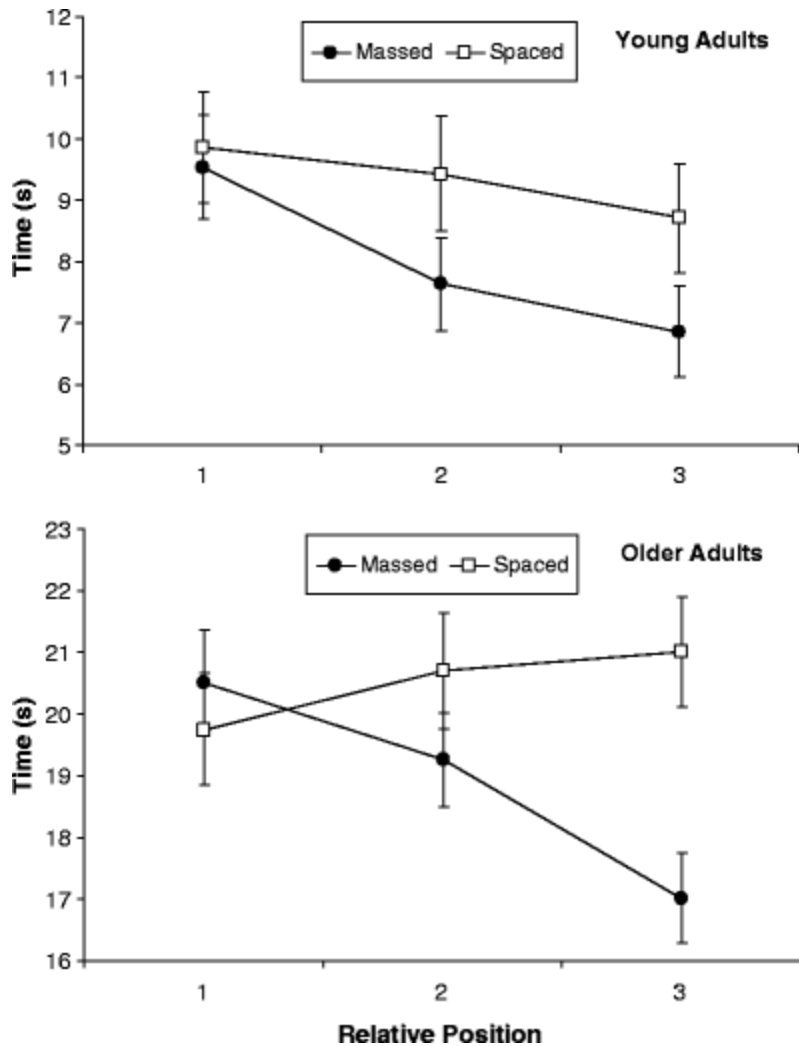 12
Massed Spaced
Young Adults
11
10
9
8
7
6
5
Time (s)
1 2 3
23
Massed Spaced
Older Adults
22
21
20
19
18
17
16
Time (s)
1 2 3
Relative Position